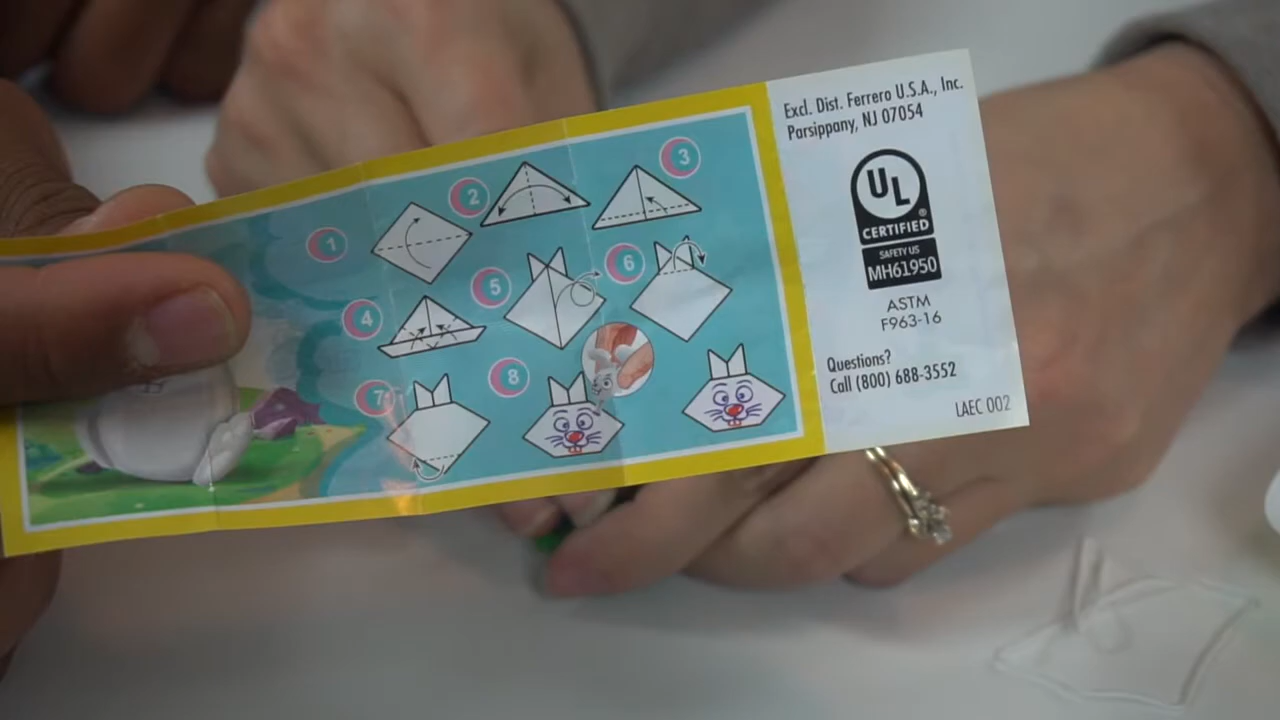 1
2
3
4
5
6
7
8
Excl. Dist. Ferrero U.S.A., Inc.
Parsippany, NJ 07054
UL
®
CERTIFIED
SAFETY US
MH61950
ASTM
F963-16
Questions?
Call (800) 688-3552
LAEC 002